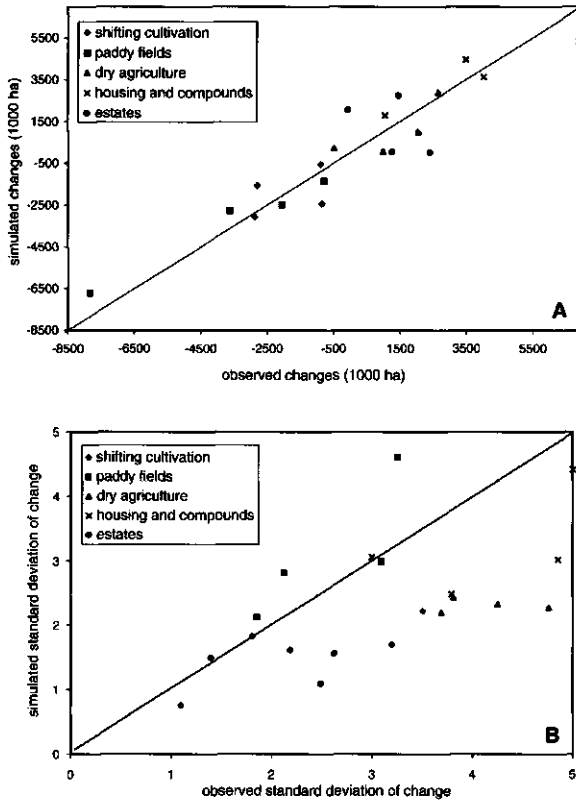 5500
3500
1500
-500
-2500
-4500
-6500
-8500
simulated changes (1000 ha)
shifting cultivation
paddy fields
dry agriculture
housing and compounds
estates
A
-8500 -6500 -4500 -2500 -500 1500 3500 5500
observed changes (1000 ha)
5
4
3
2
1
0
simulated standard deviation of change
shifting cultivation
paddy fields
dry agriculture
housing and compounds
estates
B
0 1 2 3 4 5
observed standard deviation of change